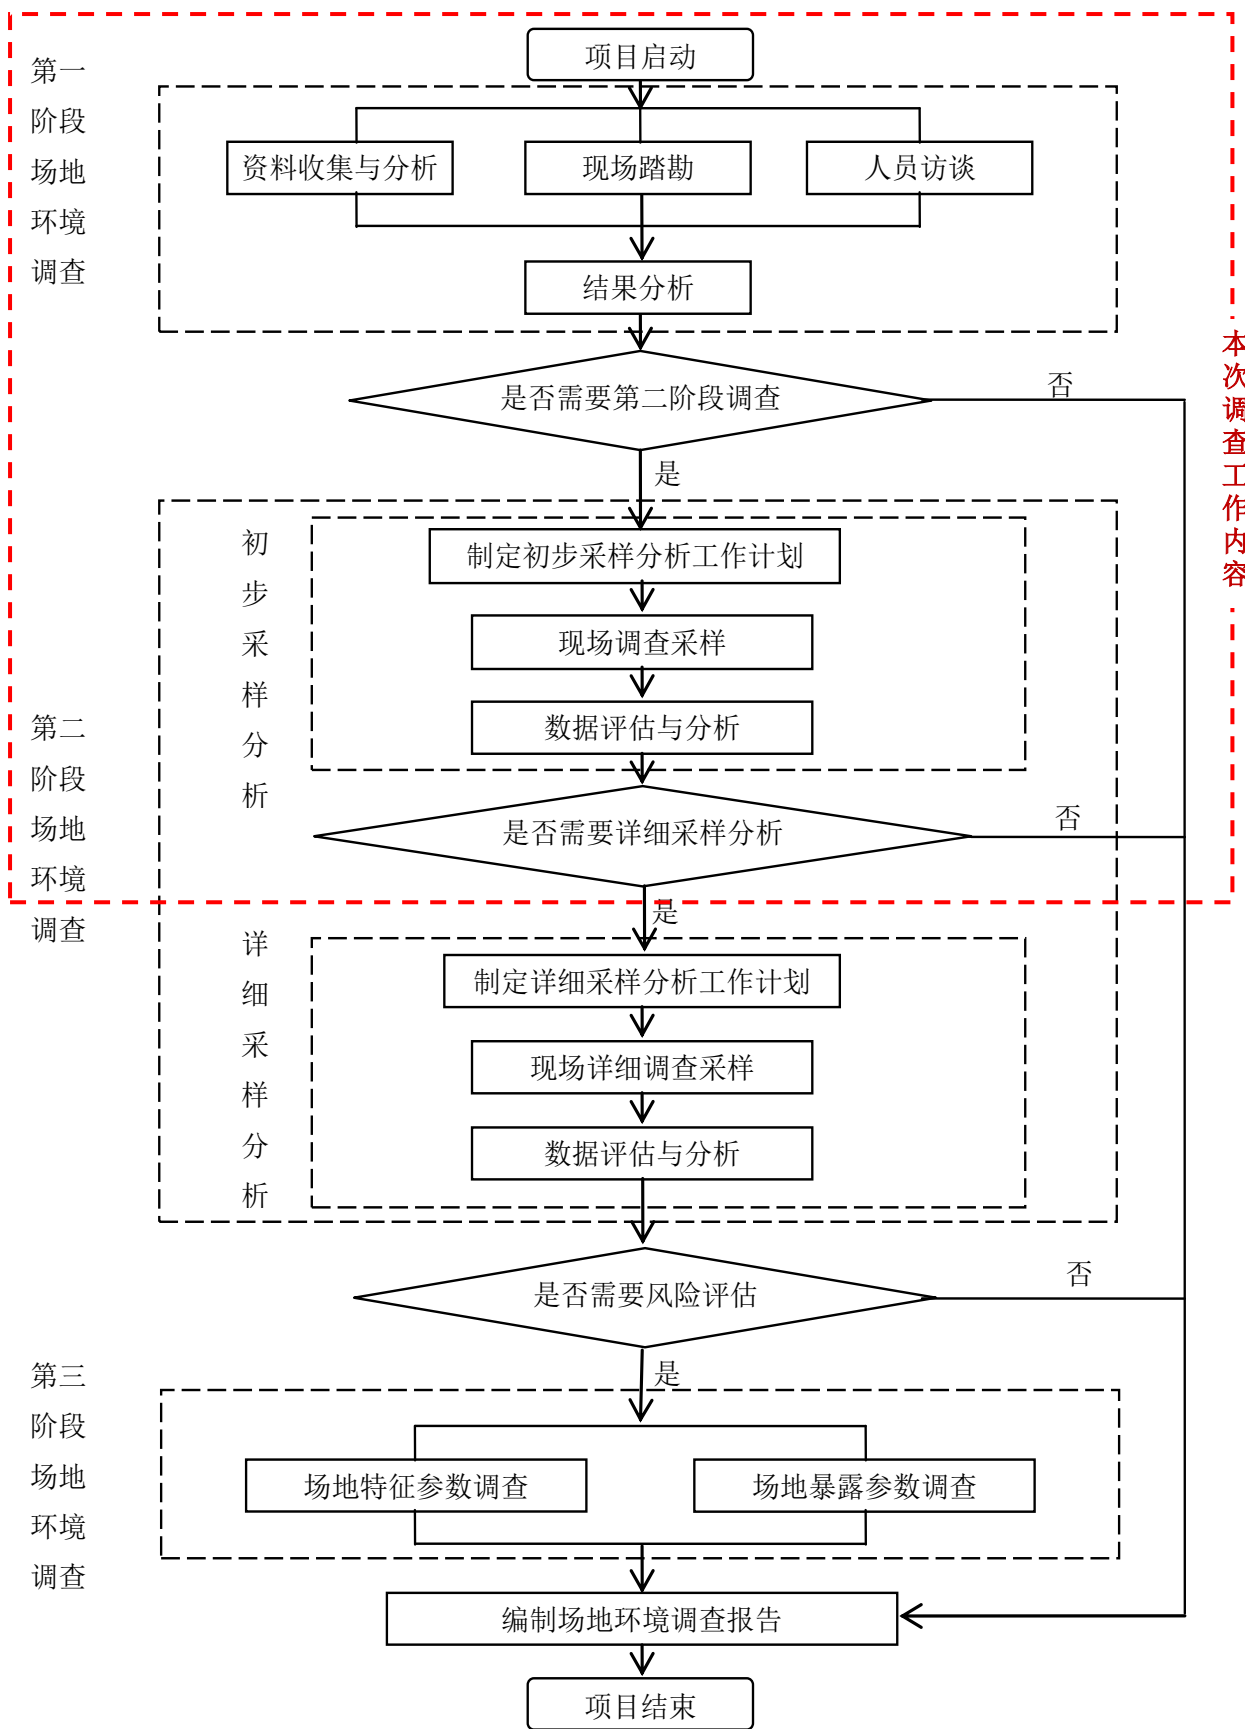 项目启动
第一
阶段
场地
环境
调查
资料收集与分析
现场踏勘
人员访谈
结果分析
是否需要第二阶段调查
否
是
本次调查工作内容
初步采样分析
制定初步采样分析工作计划
现场调查采样
数据评估与分析
第二
阶段
场地
环境
调查
是否需要详细采样分析
否
是
详细采样分析
制定详细采样分析工作计划
现场详细调查采样
数据评估与分析
是否需要风险评估
否
是
第三
阶段
场地
环境
调查
场地特征参数调查
场地暴露参数调查
编制场地环境调查报告
项目结束